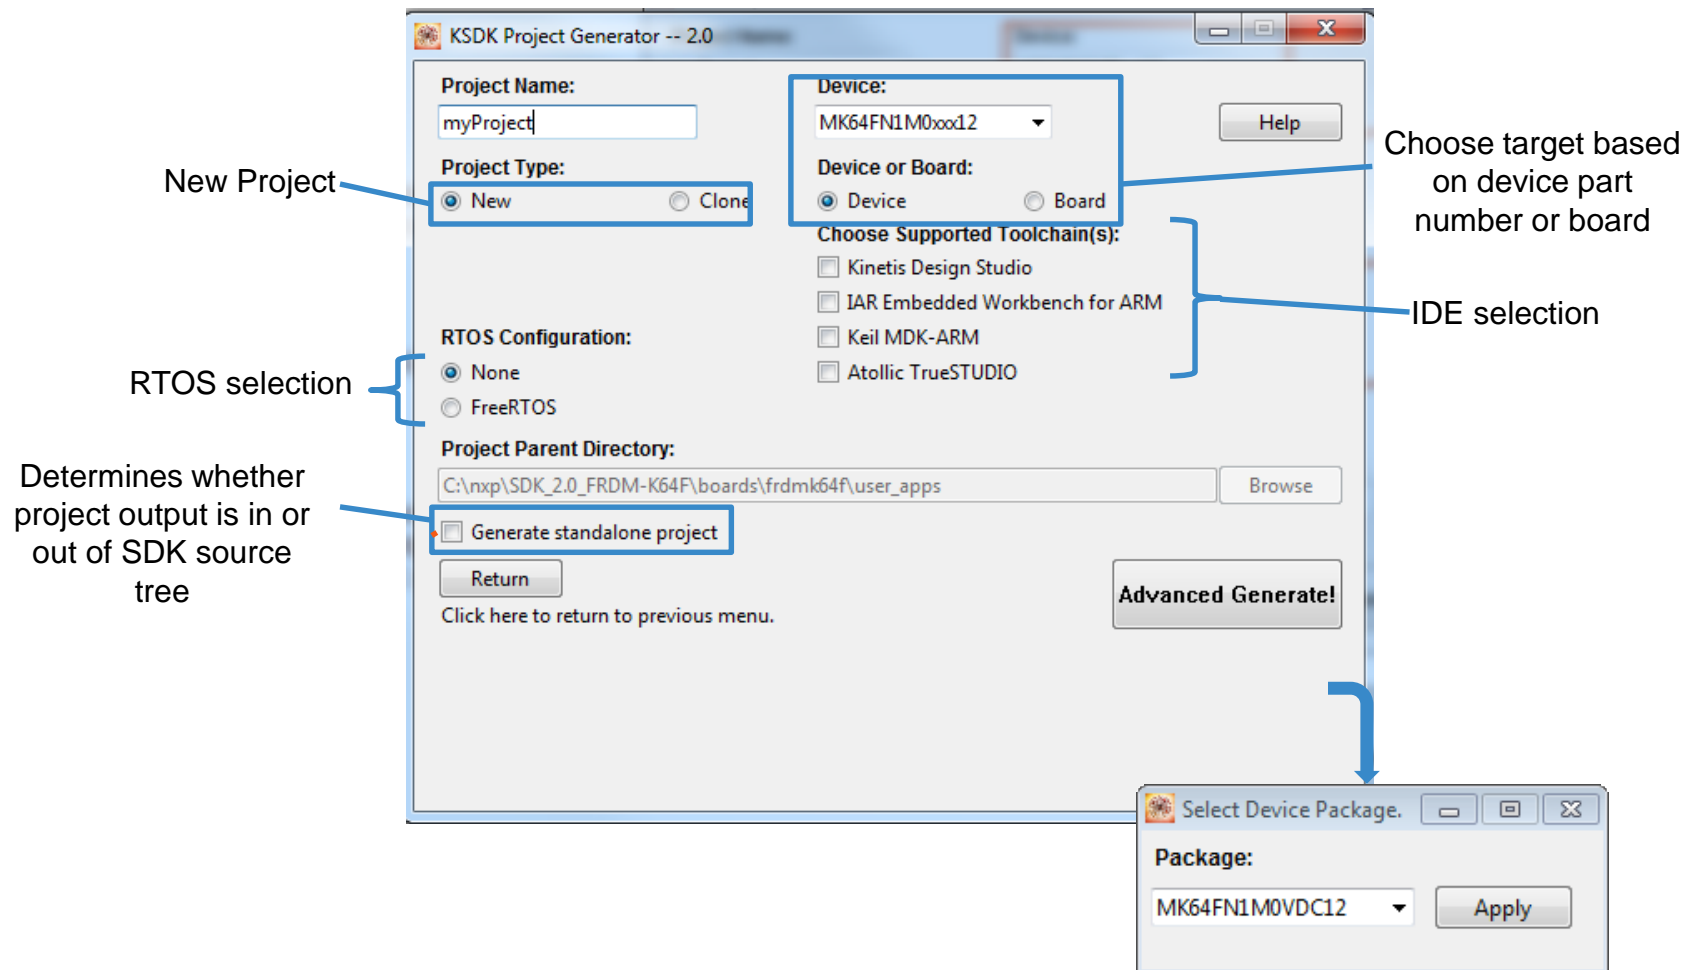 KSDK Project Generator -- 2.0
Project Name:
myProject
Device:
MK64FN1M0xxx12
Help
Project Type:
New
Clone
Device or Board:
Device
Board
Choose Supported Toolchain(s):
Kinetis Design Studio
IAR Embedded Workbench for ARM
Keil MDK-ARM
Atollic TrueSTUDIO
RTOS Configuration:
None
FreeRTOS
Project Parent Directory:
C:\nxp\SDK_2.0_FRDM-K64F\boards\frdmk64f\user_apps
Browse
Generate standalone project
Return
Click here to return to previous menu.
Advanced Generate!
New Project
RTOS selection
Determines whether
project output is in or
out of SDK source
tree
Choose target based
on device part
number or board
IDE selection
Select Device Package.
Package:
MK64FN1M0VDC12
Apply